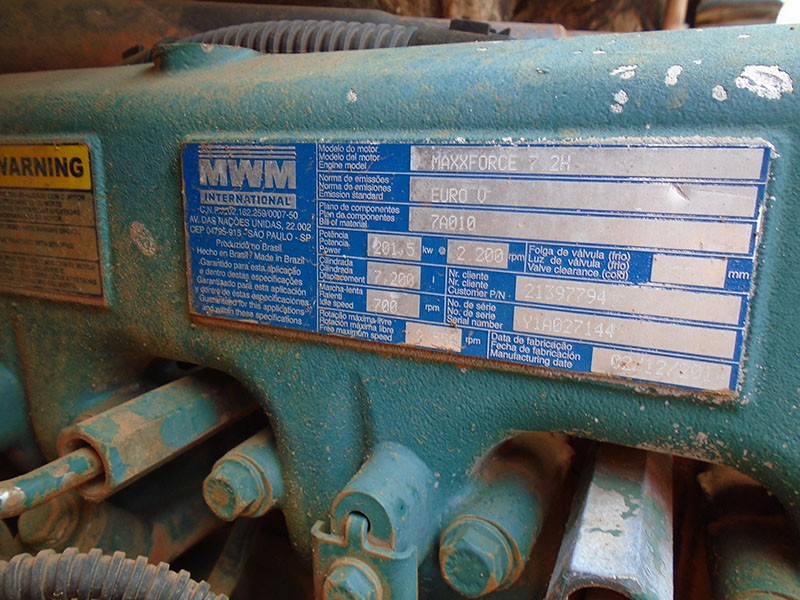 WARNING
MWM
INTERNATIONAL
AV. DAS NAÇÕES UNIDAS, 22.002
CEP 04795-915 - SÃO PAULO - SP
Produzido no Brasil
Hecho en Brasil / Made in Brazil
Garantido para esta aplicação
e dentro destas especificações
Garantizado para esta aplicación
y dentro de estas especificaciones
Guaranteed for this applications
and within these specifications
Modelo do motor
Modelo del motor
Engine model
MAXXFORCE 7 2H
Norma de emissões
Norma de emisiones
Emission standard
EURO V
Plano de componentes
Plan de componentes
Bill of material
7A010
Potência
Potencia
Power
201.5 kw @ 2.200 rpm
Folga de válvula (frio)
Luz de válvula (frio)
Valve clearance (cold)
mm
Cilindrada
Cilindrada
Displacement
7.200 l
Nr. cliente
Nr. cliente
Customer P/N
21397794
Marcha-lenta
Ralenti
Idle speed
700 rpm
No. de série
No. de serie
Serial number
Y1A027144
Rotação máxima livre
Rotación máxima libre
Free maximum speed
rpm
Data de fabricação
Fecha de fabricación
Manufacturing date